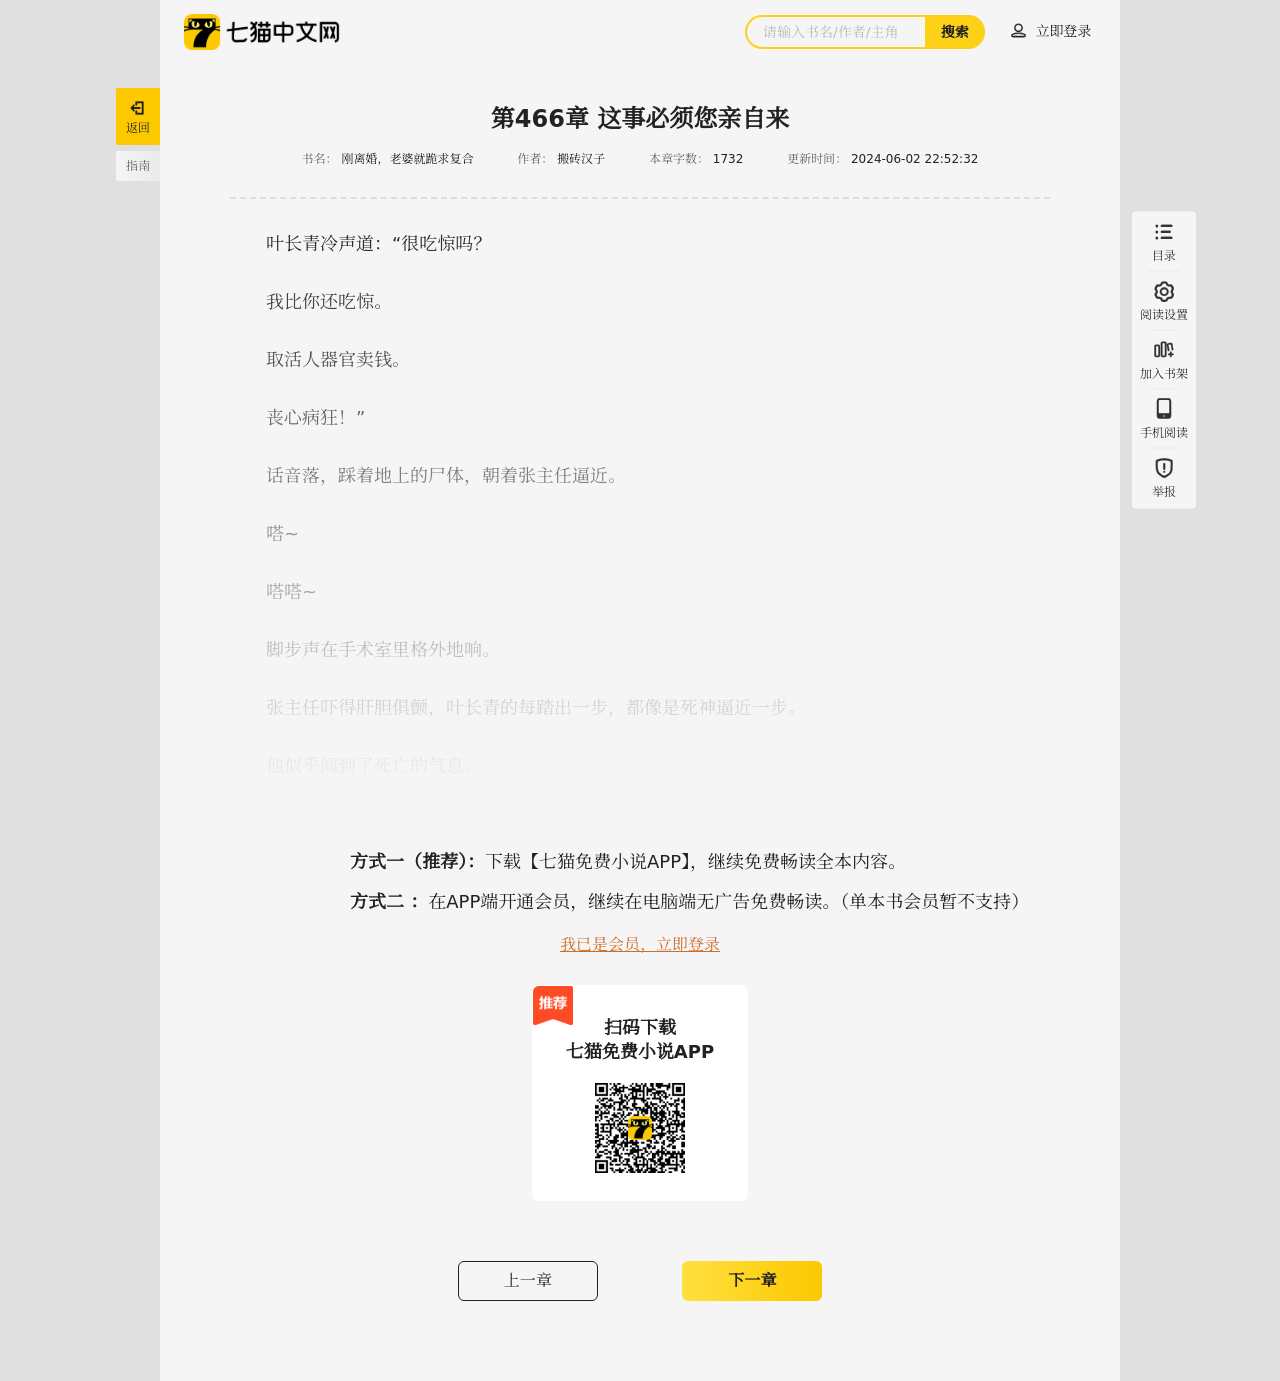 七猫中文网
请输入书名/作者/主角
搜索
立即登录
返回
指南
第466章 这事必须您亲自来
书名： 刚离婚，老婆就跪求复合 作者： 搬砖汉子 本章字数： 1732 更新时间： 2024-06-02 22:52:32
叶长青冷声道：“很吃惊吗？
我比你还吃惊。
取活人器官卖钱。
丧心病狂！”
话音落，踩着地上的尸体，朝着张主任逼近。
嗒~
嗒嗒~
脚步声在手术室里格外地响。
张主任吓得肝胆俱颤，叶长青的每踏出一步，都像是死神逼近一步。
他似乎闻到了死亡的气息。
目录
阅读设置
加入书架
手机阅读
举报
方式一（推荐）：下载【七猫免费小说APP】，继续免费畅读全本内容。
方式二 ：在APP端开通会员，继续在电脑端无广告免费畅读。（单本书会员暂不支持）
我已是会员，立即登录
推荐
扫码下载
七猫免费小说APP
上一章
下一章